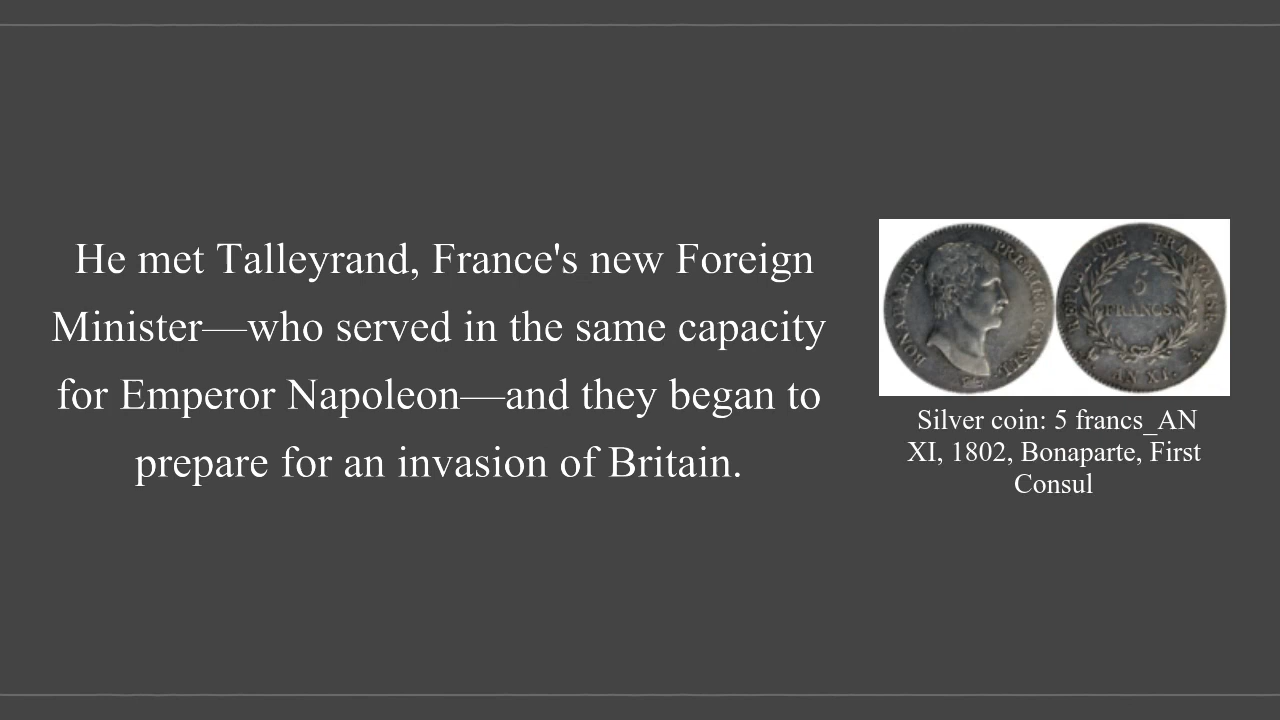 He met Talleyrand, France's new Foreign
Minister—who served in the same capacity
for Emperor Napoleon—and they began to
prepare for an invasion of Britain.
BONAPARTE PREMIER CONSUL.
REPUBLIQUE FRANÇAISE.
5
FRANCS.
AN XI. A
Silver coin: 5 francs_AN
XI, 1802, Bonaparte, First
Consul